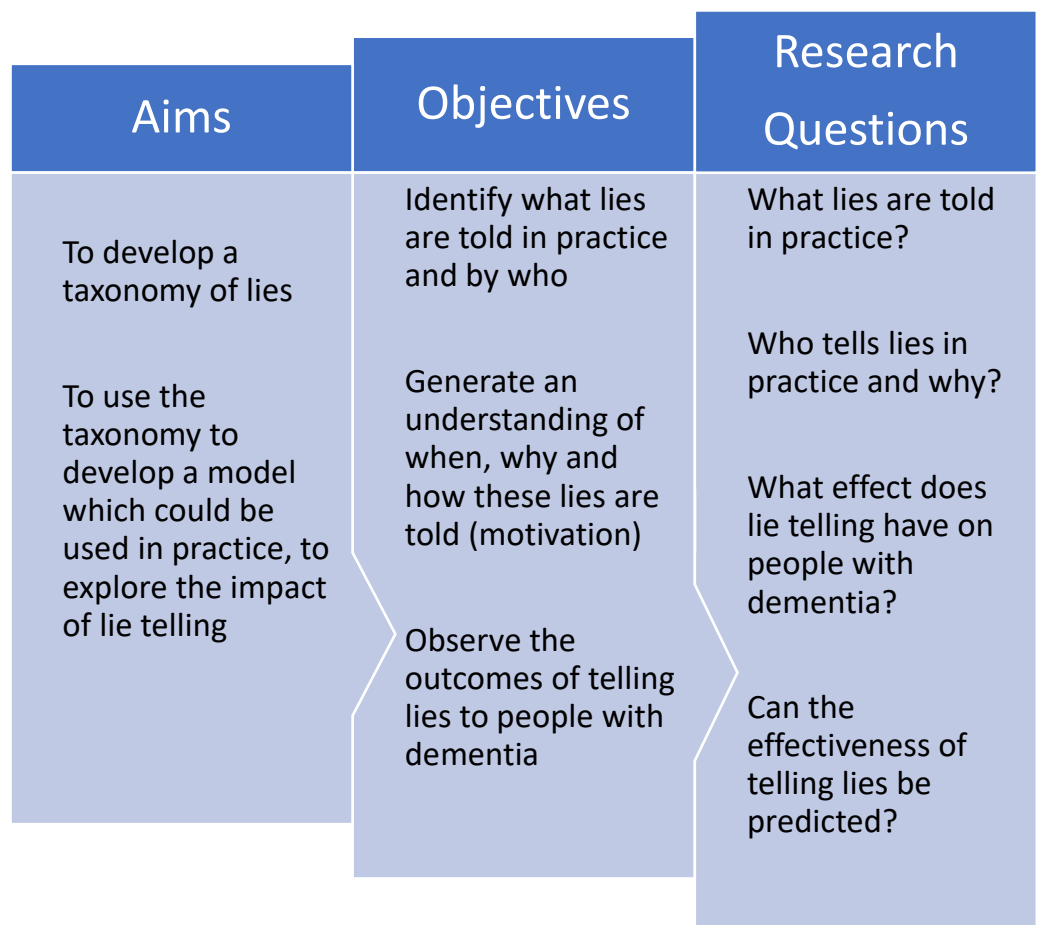 Aims
To develop a
taxonomy of lies
To use the
taxonomy to
develop a model
which could be
used in practice, to
explore the impact
of lie telling
Objectives
Identify what lies
are told in practice
and by who
Generate an
understanding of
when, why and
how these lies are
told (motivation)
Observe the
outcomes of telling
lies to people with
dementia
Research
Questions
What lies are told
in practice?
Who tells lies in
practice and why?
What effect does
lie telling have on
people with
dementia?
Can the
effectiveness of
telling lies be
predicted?